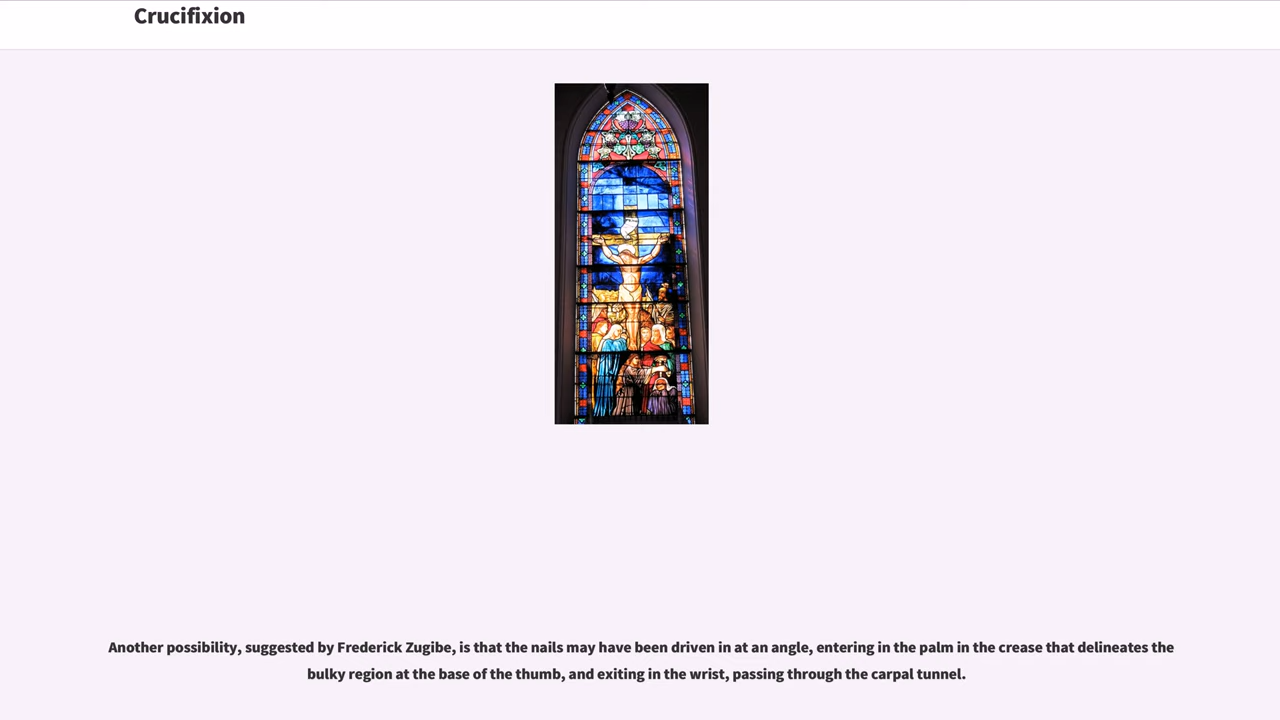 Crucifixion
Another possibility, suggested by Frederick Zugibe, is that the nails may have been driven in at an angle, entering in the palm in the crease that delineates the
bulky region at the base of the thumb, and exiting in the wrist, passing through the carpal tunnel.